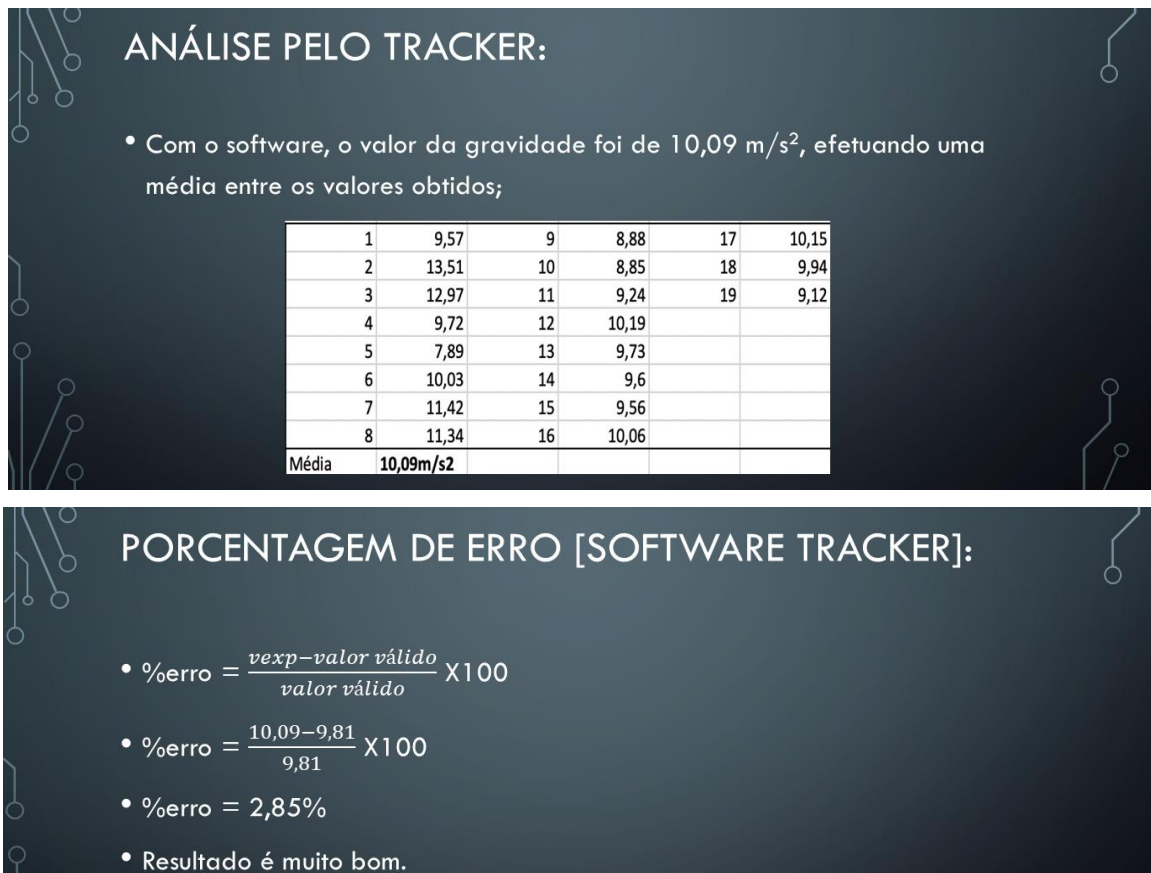 ANÁLISE PELO TRACKER:
• Com o software, o valor da gravidade foi de 10,09 m/s², efetuando uma
média entre os valores obtidos;
1 9,57 9 8,88 17 10,15
2 13,51 10 8,85 18 9,94
3 12,97 11 9,24 19 9,12
4 9,72 12 10,19
5 7,89 13 9,73
6 10,03 14 9,6
7 11,42 15 9,56
8 11,34 16 10,06
Média 10,09m/s2
PORCENTAGEM DE ERRO [SOFTWARE TRACKER]:
• %erro = \frac{vexp−valor válido}{valor válido} X100
• %erro = \frac{10,09−9,81}{9,81} X100
• %erro = 2,85%
• Resultado é muito bom.